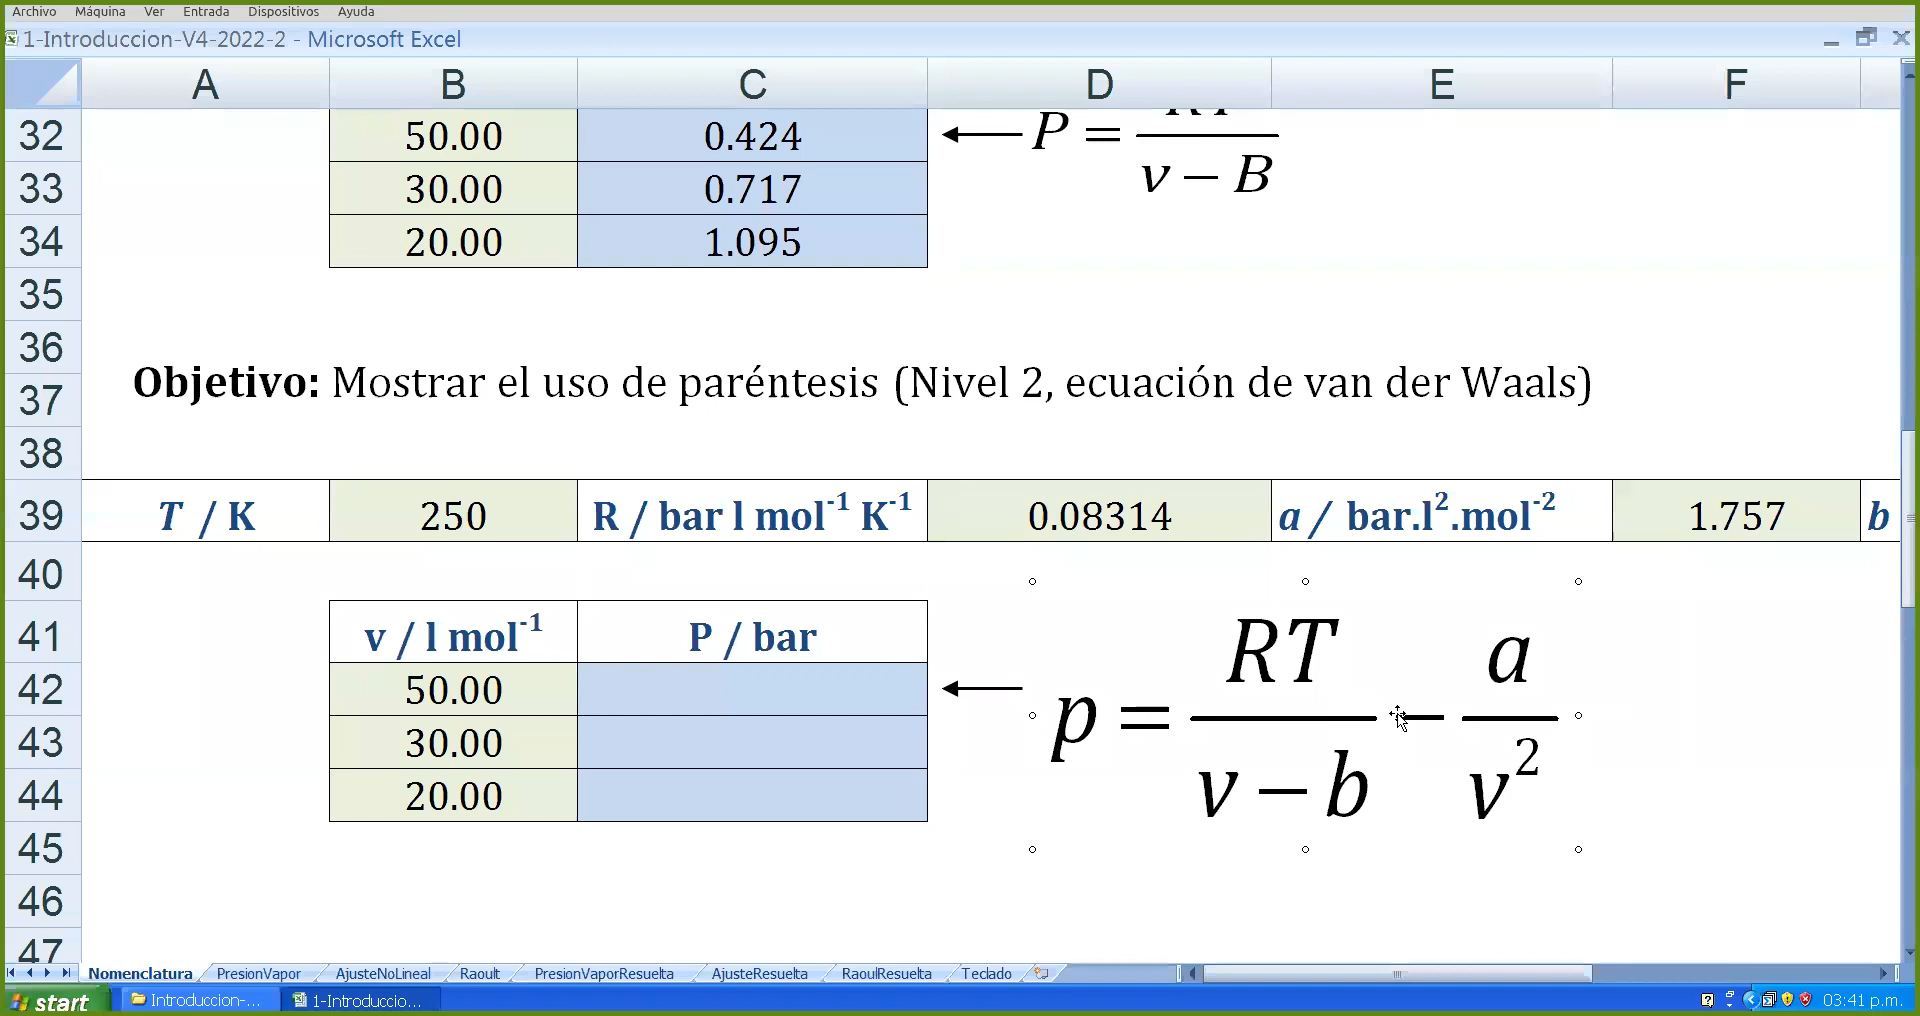 Archivo Máquina Ver Entrada Dispositivos Ayuda
1-Introduccion-V4-2022-2 - Microsoft Excel
A B C D E F
32 50.00 0.424 P = RT / v − B
33 30.00 0.717
34 20.00 1.095
35
36
37 Objetivo: Mostrar el uso de paréntesis (Nivel 2, ecuación de van der Waals)
38
39 T / K 250 R / bar l mol⁻¹ K⁻¹ 0.08314 a / bar.l².mol⁻² 1.757 b
40
41 v / l mol⁻¹ P / bar
42 50.00 p = RT / v − b − a / v²
43 30.00
44 20.00
45
46
47
Nomenclatura PresionVapor AjusteNoLineal Raoult PresionVaporResuelta AjusteResuelta RaoulResuelta Teclado
start Introduccion-... 1-Introduccio... 03:41 p.m.